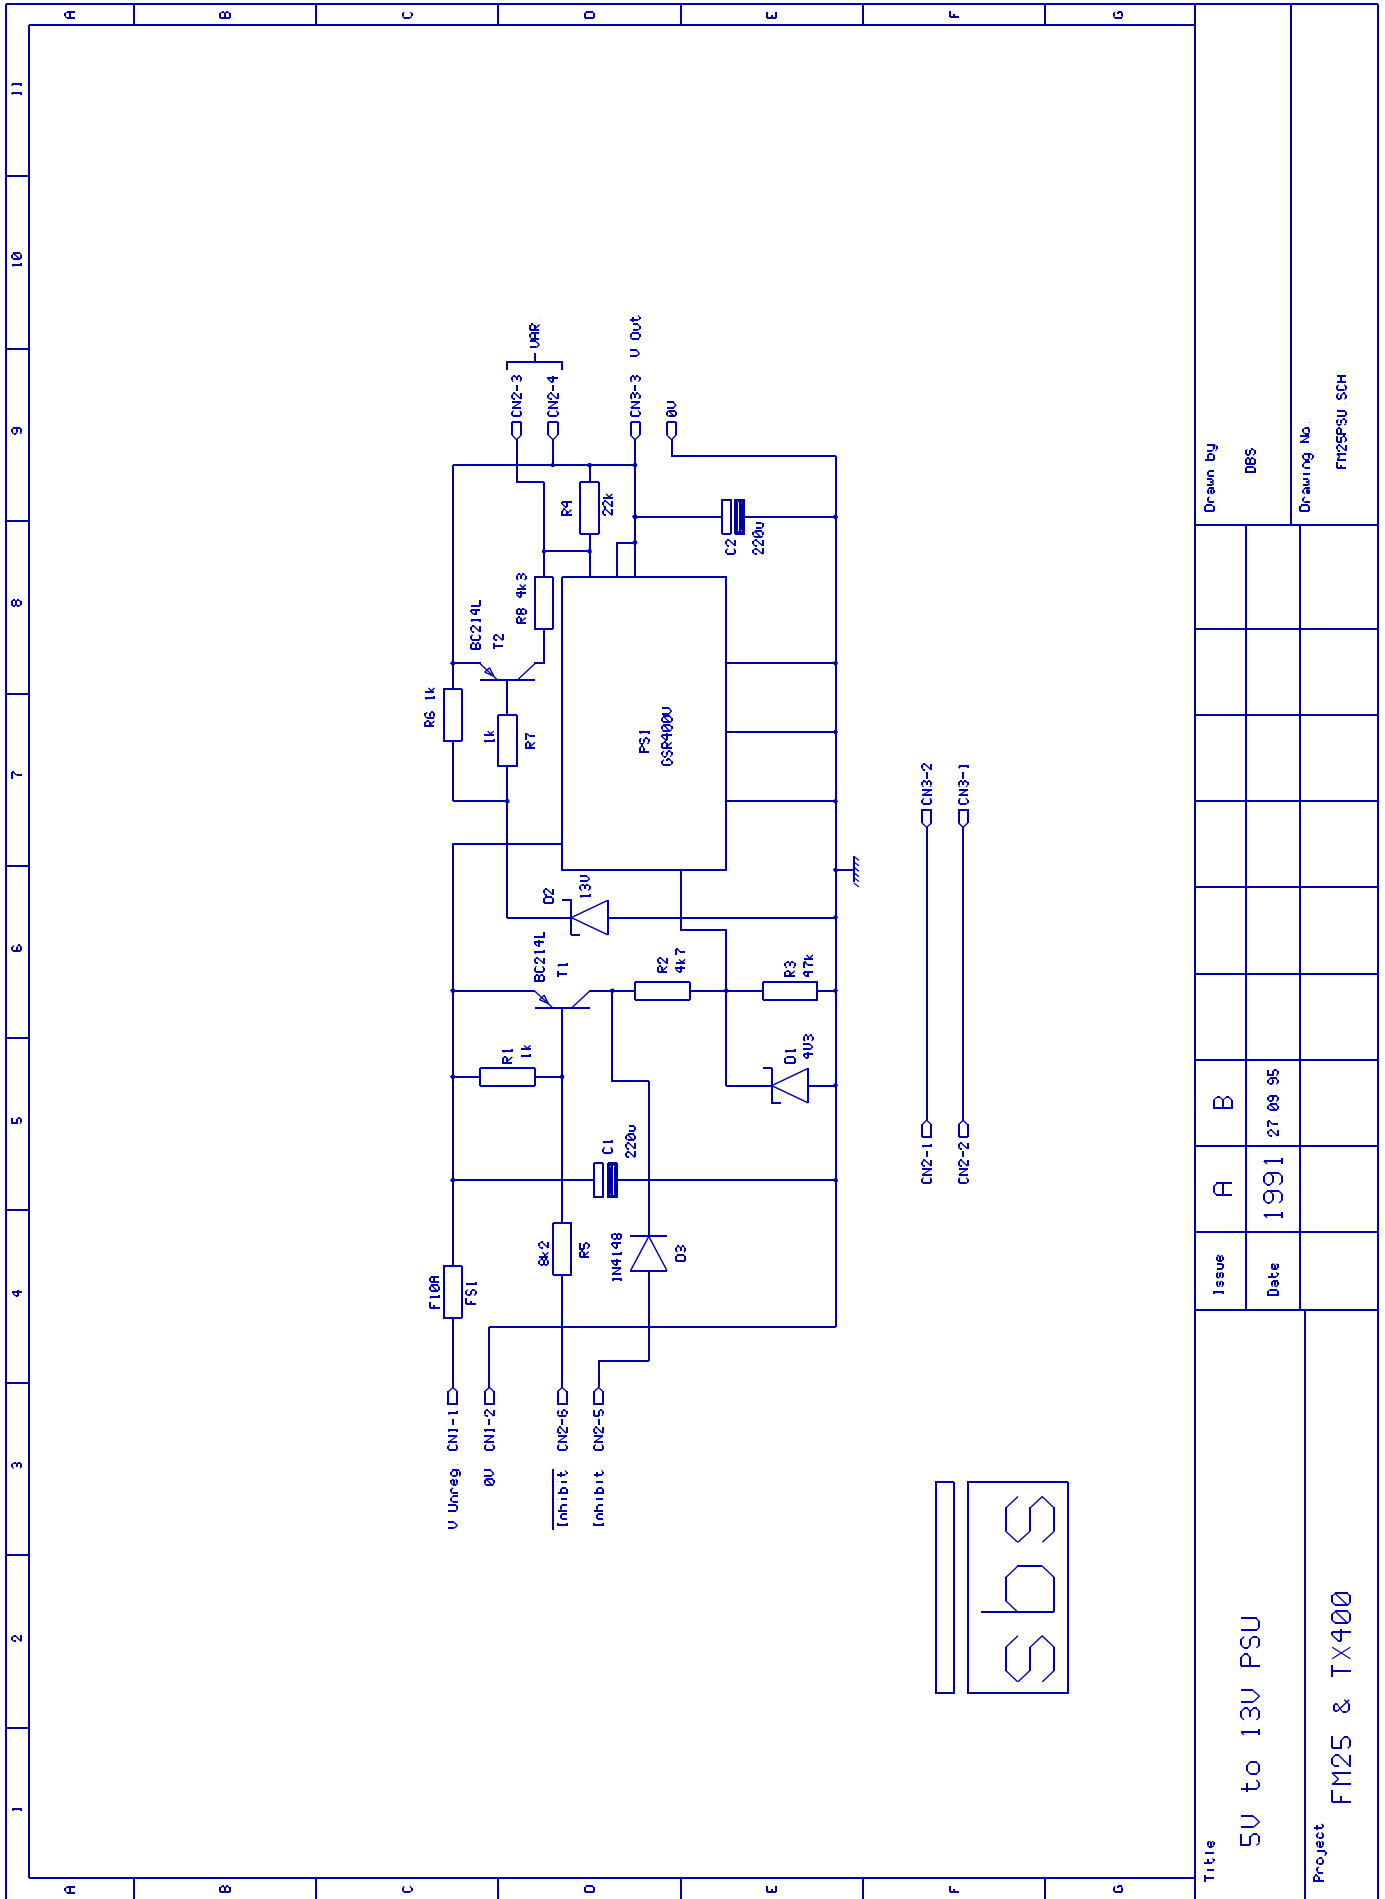 1 2 3 4 5 6 7 8 9 10 11
A A
B B
C C
D D
E E
F F
G G
V Unreg CN1-1
0V CN1-2
Inhibit CN2-6
Inhibit CN2-5
F10A
FS1
8k2
R5
1N4148
D3
C1
220u
R1
1k
BC214L
T1
R2
4k7
R3
47k
D1
4V3
D2
13V
R6 1k
1k
R7
BC214L
T2
R8 4k3
R4
22k
PS1
GSR400V
C2
220u
CN2-3
CN2-4
VAR
CN3-3 V Out
0V
CN2-1 CN3-2
CN2-2 CN3-1
sbs
Title
5V to 13V PSU
Project
FM25 & TX400
Issue A B
Date 1991 27 09 95
Drawn by
DBS
Drawing No.
FM25PSU SCH